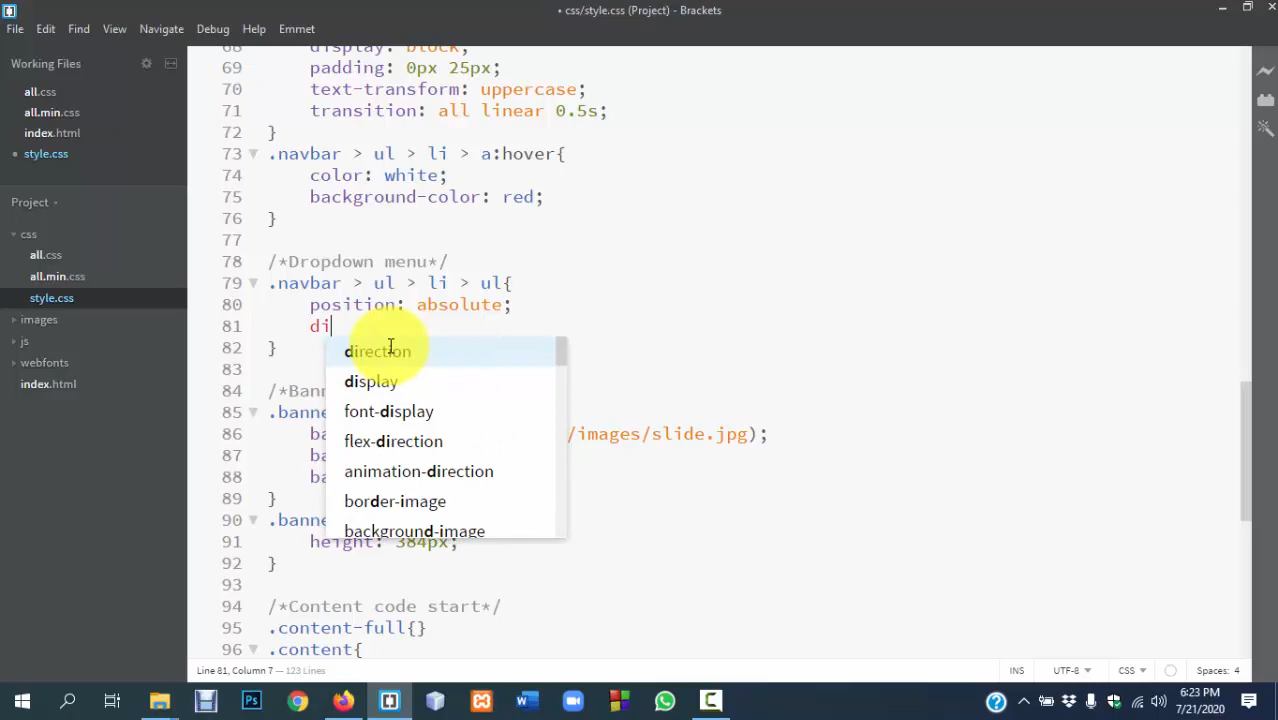 • css/style.css (Project) - Brackets
File Edit Find View Navigate Debug Help Emmet
Working Files
all.css
all.min.css
index.html
• style.css
Project
css
all.css
all.min.css
style.css
images
js
webfonts
index.html
68 display: block;
69 padding: 0px 25px;
70 text-transform: uppercase;
71 transition: all linear 0.5s;
72 }
73 .navbar > ul > li > a:hover{
74 color: white;
75 background-color: red;
76 }
77
78 /*Dropdown menu*/
79 .navbar > ul > li > ul{
80 position: absolute;
81 di
82 }
83
84 /*Ban
85 .banne
86 ba /images/slide.jpg);
87 ba
88 ba
89 }
90 .banne
91 height: 384px;
92 }
93
94 /*Content code start*/
95 .content-full{}
96 .content{
direction
display
font-display
flex-direction
animation-direction
border-image
background-image
Line 81, Column 7 — 123 Lines
INS UTF-8 CSS Spaces: 4
6:23 PM
7/21/2020